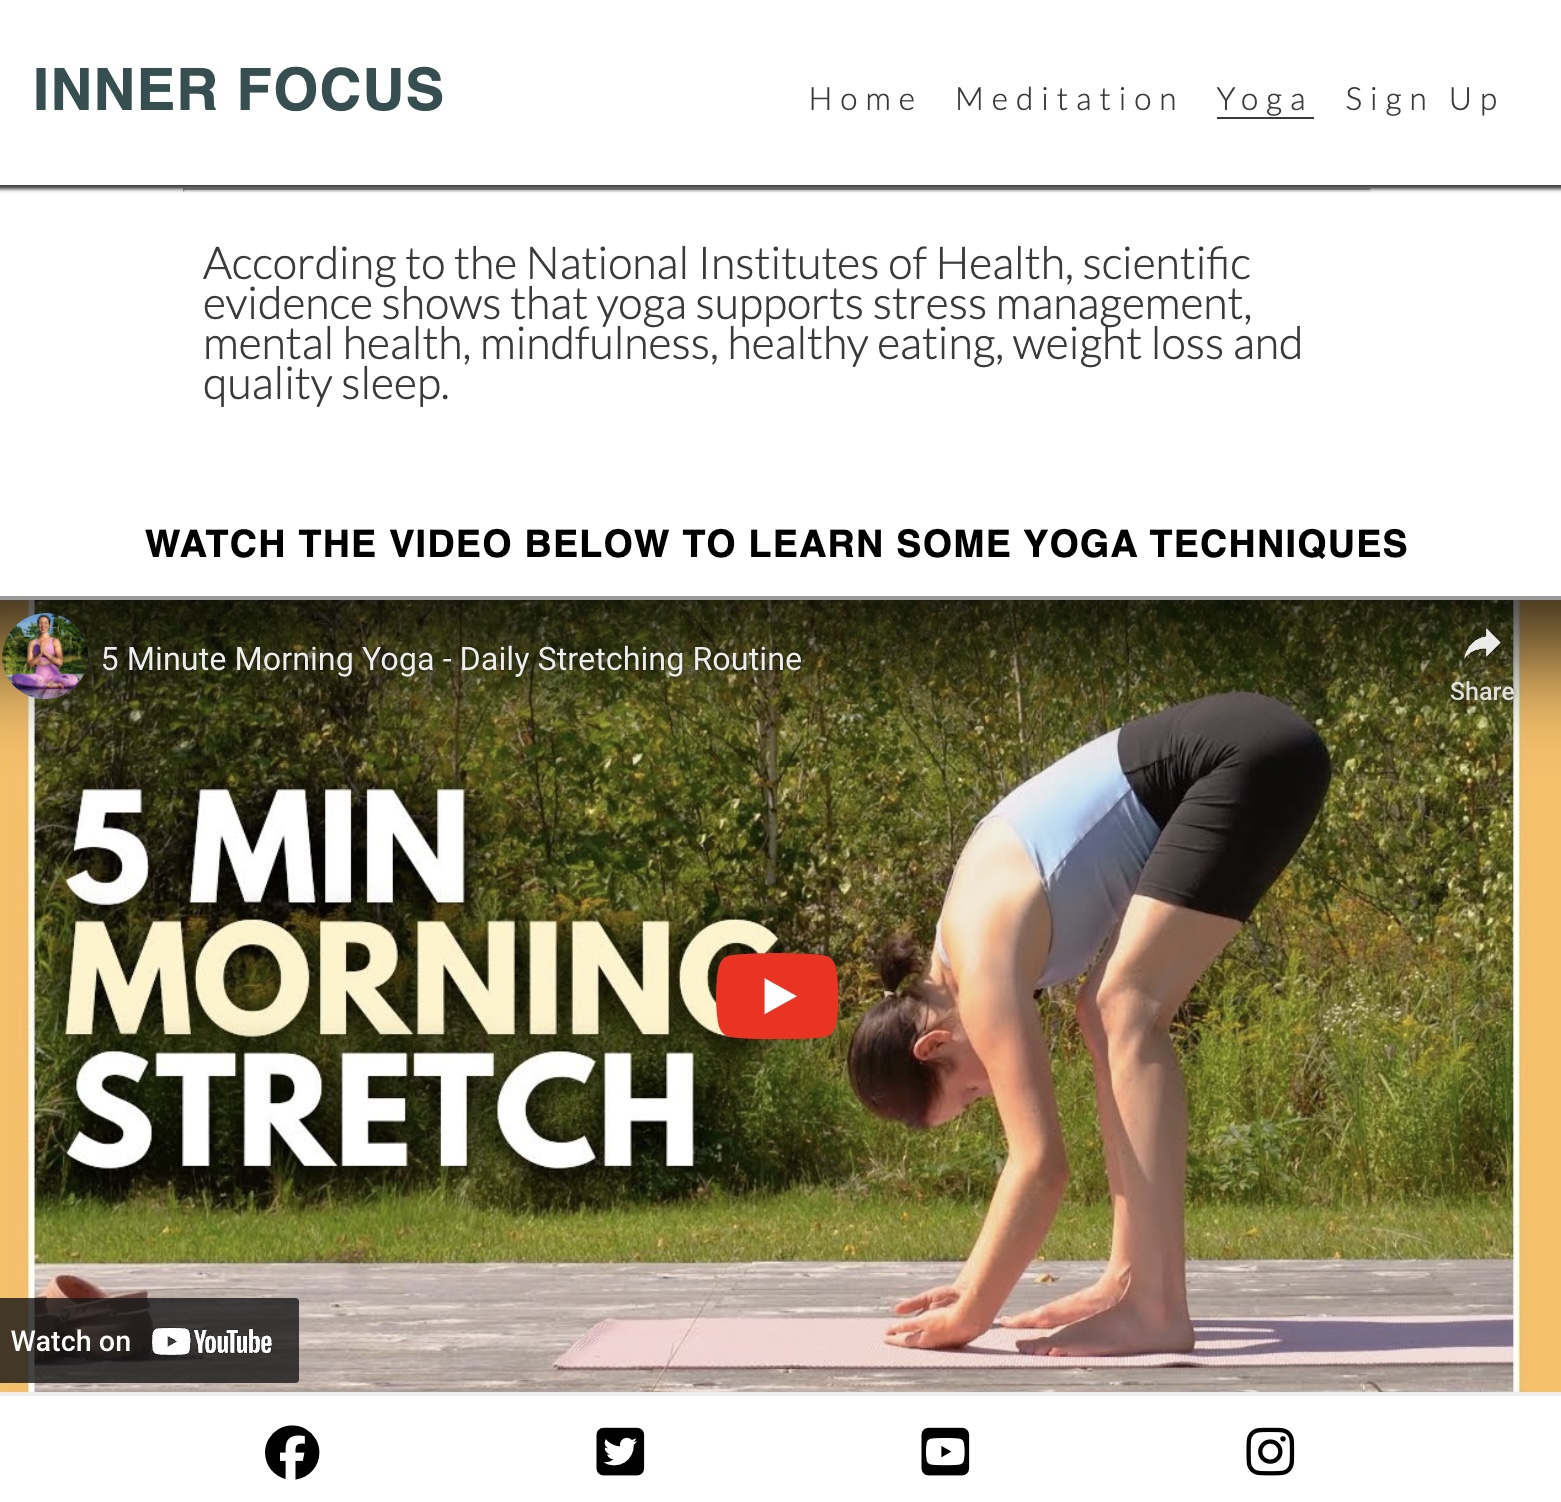 INNER FOCUS
Home Meditation Yoga Sign Up
According to the National Institutes of Health, scientific
evidence shows that yoga supports stress management,
mental health, mindfulness, healthy eating, weight loss and
quality sleep.
WATCH THE VIDEO BELOW TO LEARN SOME YOGA TECHNIQUES
5 Minute Morning Yoga - Daily Stretching Routine
Share
5 MIN
MORNING
STRETCH
Watch on YouTube